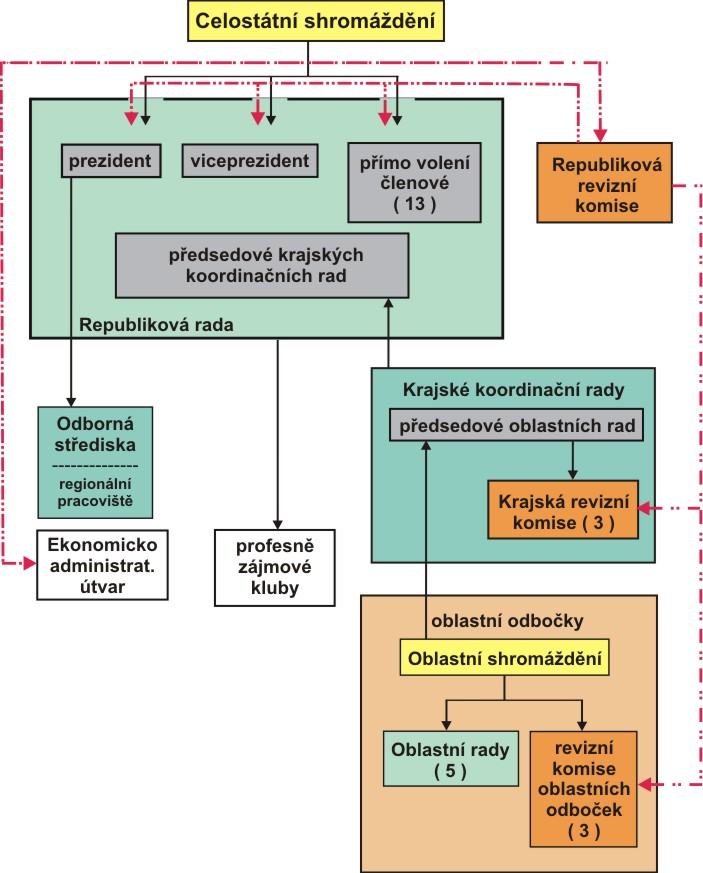 Celostátní shromáždění
prezident
viceprezident
přímo volení
členové
( 13 )
Republiková
revizní
komise
předsedové krajských
koordinačních rad
Republiková rada
Krajské koordinační rady
předsedové oblastních rad
Krajská revizní
komise ( 3 )
Odborná
střediska
--------------
regionální
pracoviště
Ekonomicko
administrat.
útvar
profesně
zájmové
kluby
oblastní odbočky
Oblastní shromáždění
Oblastní rady
( 5 )
revizní
komise
oblastních
odboček
( 3 )